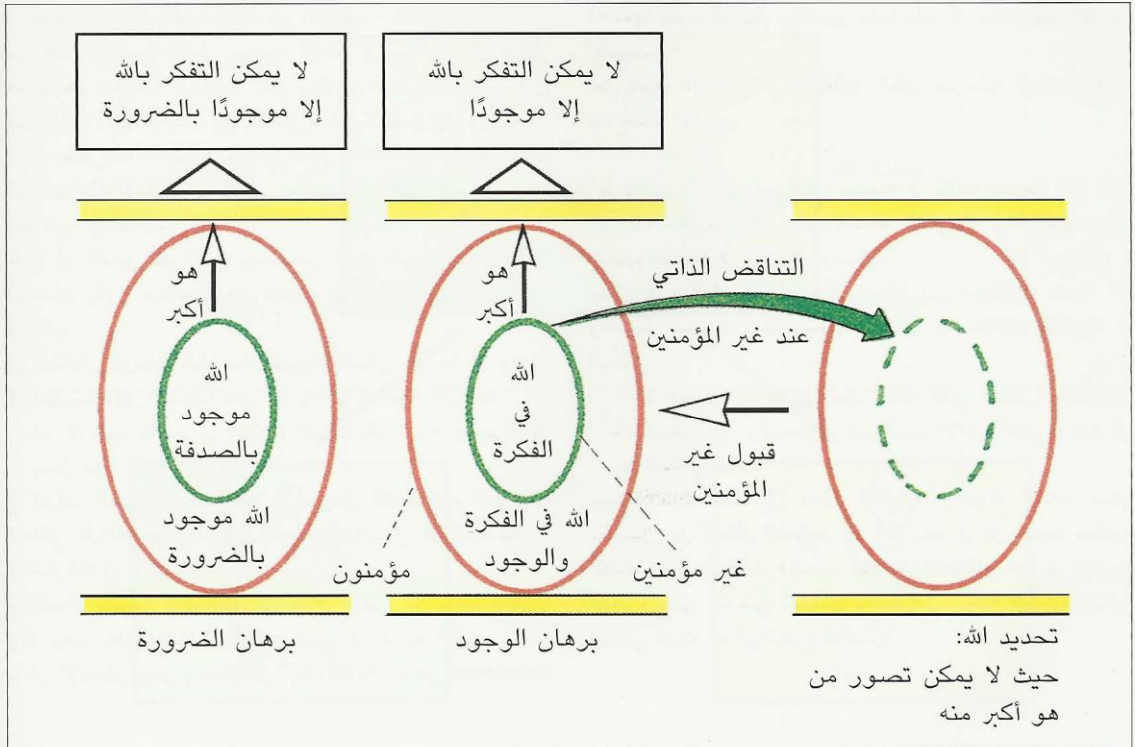 لا يمكن التفكر بالله
إلا موجودًا
لا يمكن التفكر بالله
إلا موجودًا بالضرورة
التناقض الذاتي
عند غير المؤمنين
قبول غير
المؤمنين
هو
أكبر
الله
في
الفكرة
الله في الفكرة
والوجود
غير مؤمنين
مؤمنون
هو
أكبر
الله
موجود
بالصدفة
الله موجود
بالضرورة
تحديد الله:
حيث لا يمكن تصور من
هو أكبر منه
برهان الوجود
برهان الضرورة